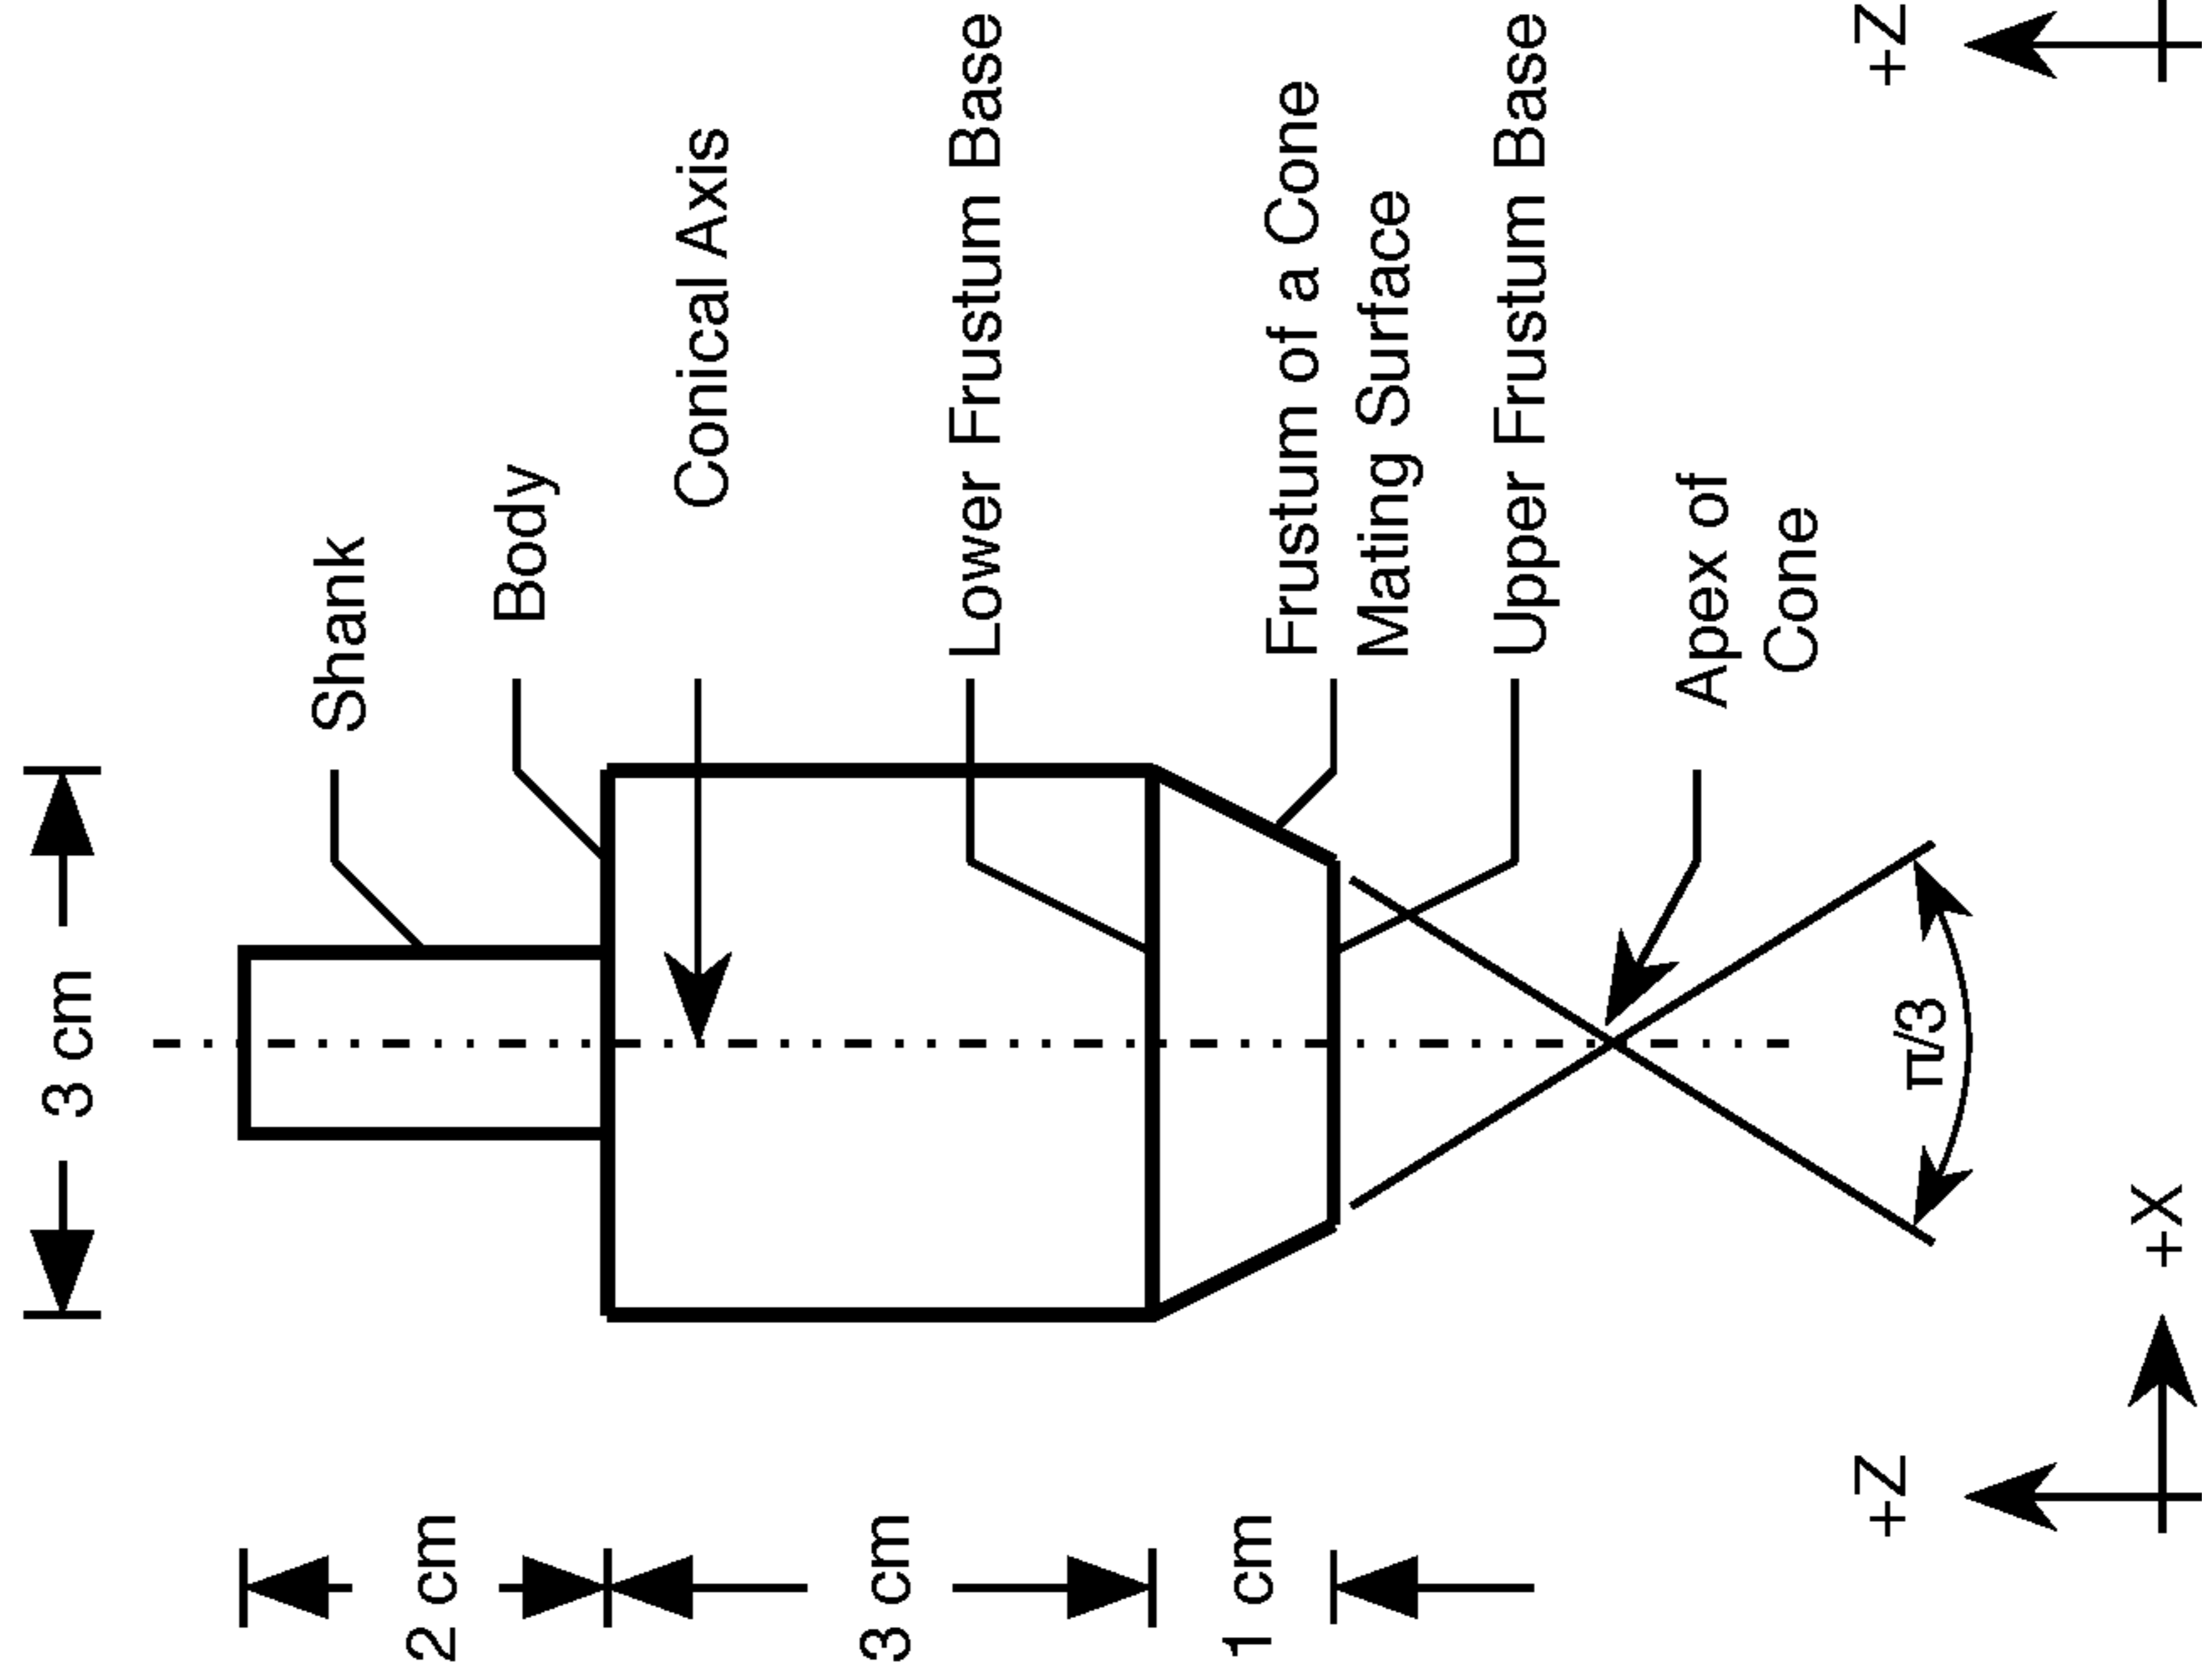 3 cm
Shank
Body
Conical Axis
Lower Frustum Base
Frustum of a Cone
Mating Surface
Upper Frustum Base
Apex of
Cone
π/3
2 cm
3 cm
1 cm
+Z
+X
+Z